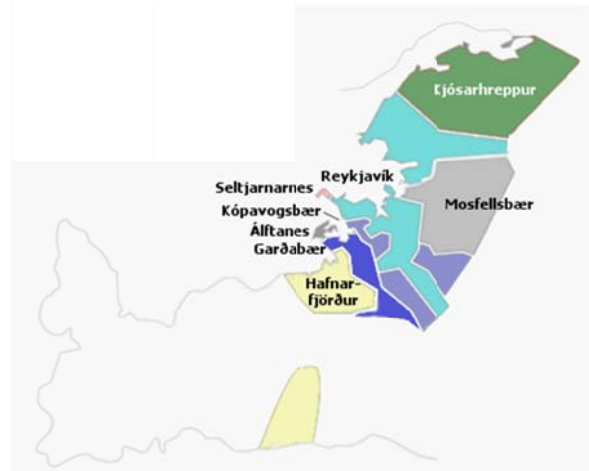 Kjósarhreppur
Reykjavík
Seltjarnarnes
Mosfellsbær
Kópavogsbær
Álftanes
Garðabær
Hafnar-
fjörður